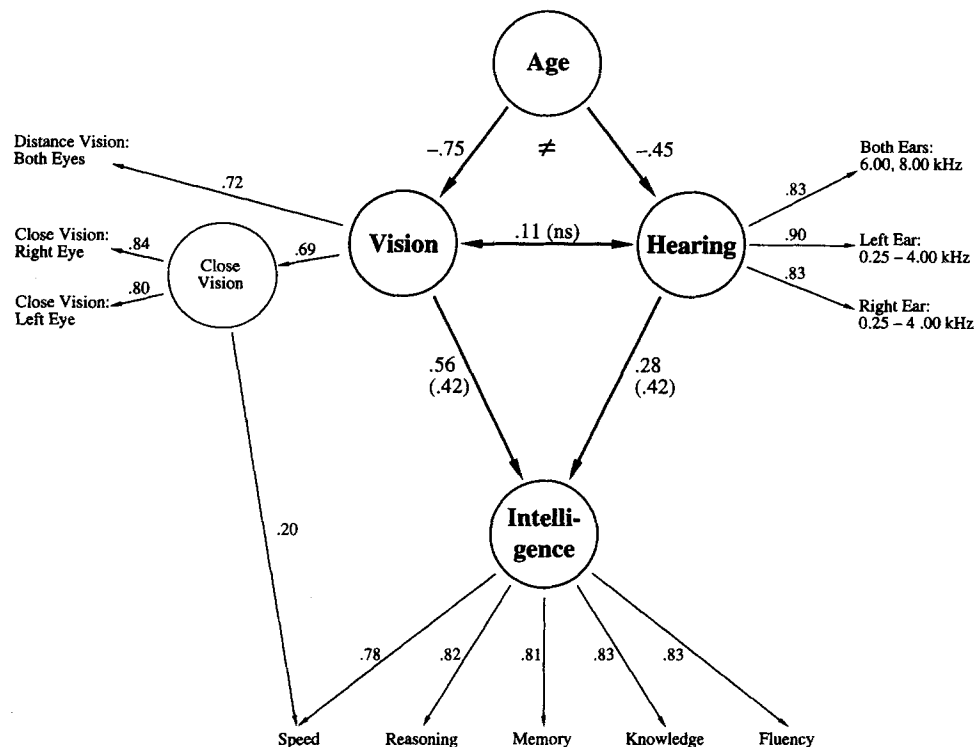 Age
-.75
≠
-.45
Distance Vision:
Both Eyes
.72
Both Ears:
6.00, 8.00 kHz
.83
Close Vision:
Right Eye
.84
Close
Vision
.69
Vision
.11 (ns)
Hearing
.90
Left Ear:
0.25 – 4.00 kHz
Close Vision:
Left Eye
.80
.83
Right Ear:
0.25 – 4 .00 kHz
.56
(.42)
.28
(.42)
Intelli-
gence
.20
.78
.82
.81
.83
.83
Speed
Reasoning
Memory
Knowledge
Fluency